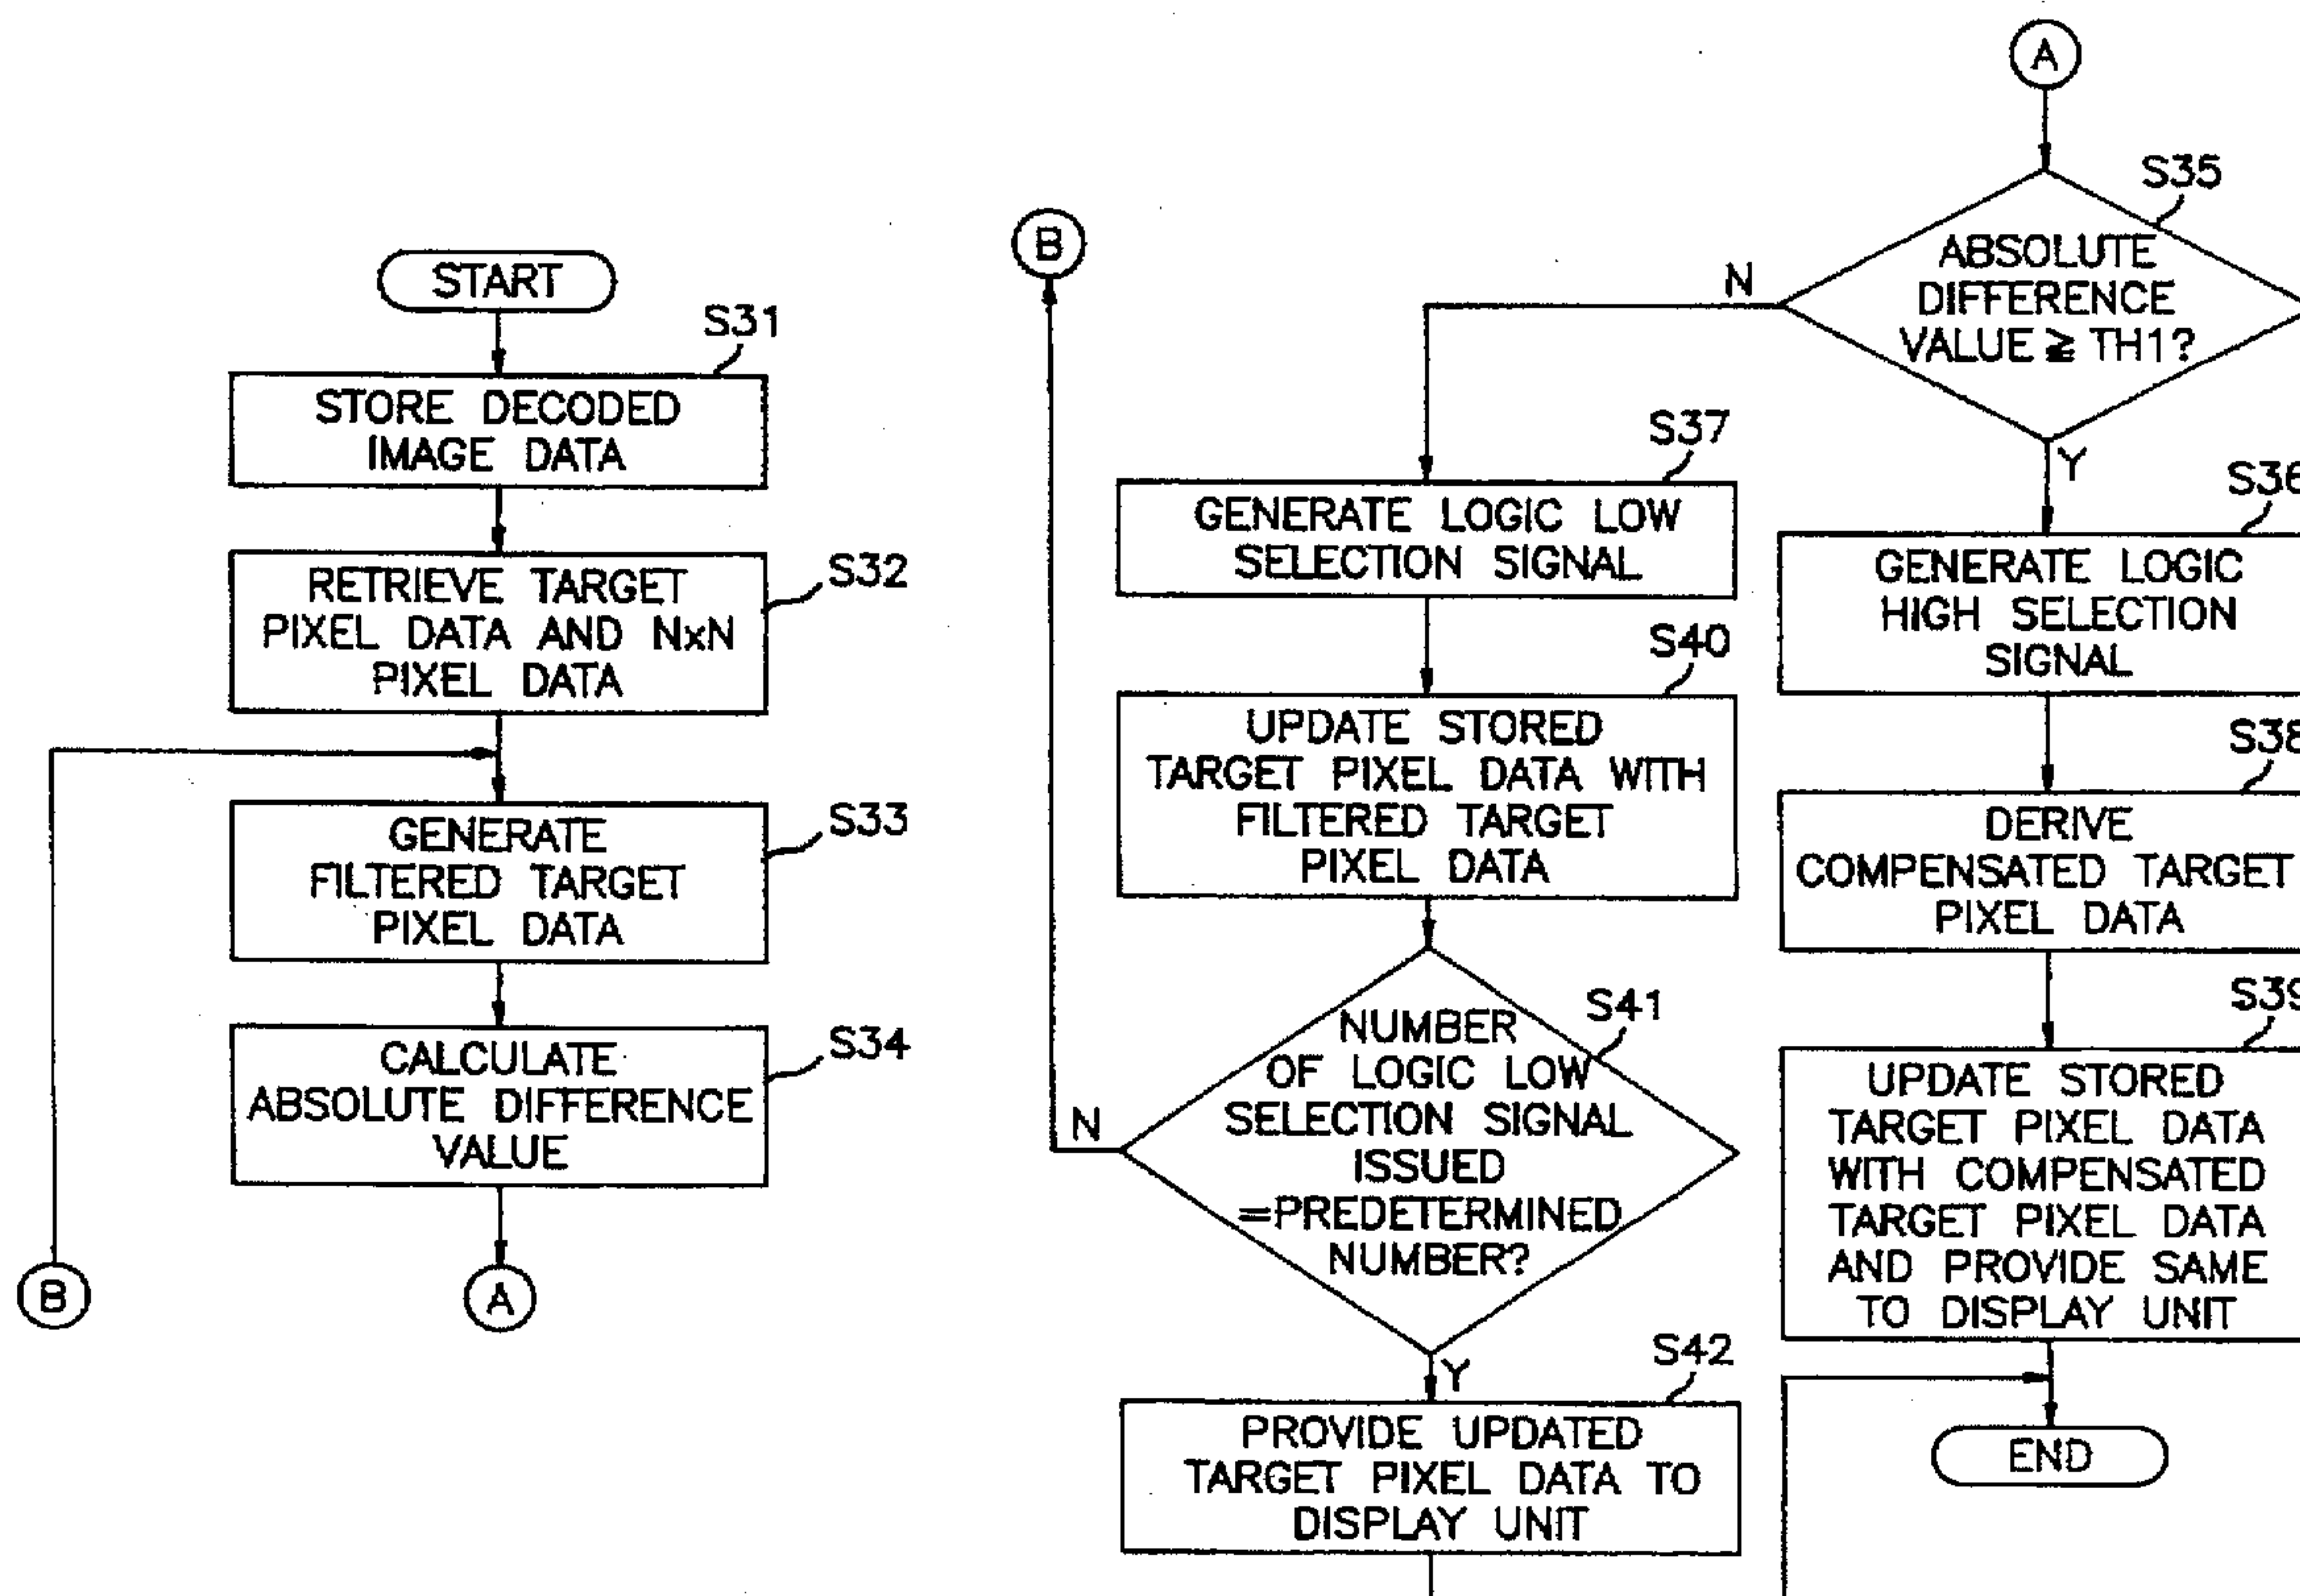 START
S31
STORE DECODED
IMAGE DATA
S32
RETRIEVE TARGET
PIXEL DATA AND NxN
PIXEL DATA
S33
GENERATE
FILTERED TARGET
PIXEL DATA
S34
CALCULATE
ABSOLUTE DIFFERENCE
VALUE
B
A
B
A
S35
ABSOLUTE
DIFFERENCE
VALUE ≧ TH1?
N
Y
S37
GENERATE LOGIC LOW
SELECTION SIGNAL
S40
UPDATE STORED
TARGET PIXEL DATA WITH
FILTERED TARGET
PIXEL DATA
S41
NUMBER
OF LOGIC LOW
SELECTION SIGNAL
ISSUED
=PREDETERMINED
NUMBER?
N
Y
S42
PROVIDE UPDATED
TARGET PIXEL DATA TO
DISPLAY UNIT
S36
GENERATE LOGIC
HIGH SELECTION
SIGNAL
S38
DERIVE
COMPENSATED TARGET
PIXEL DATA
S39
UPDATE STORED
TARGET PIXEL DATA
WITH COMPENSATED
TARGET PIXEL DATA
AND PROVIDE SAME
TO DISPLAY UNIT
END